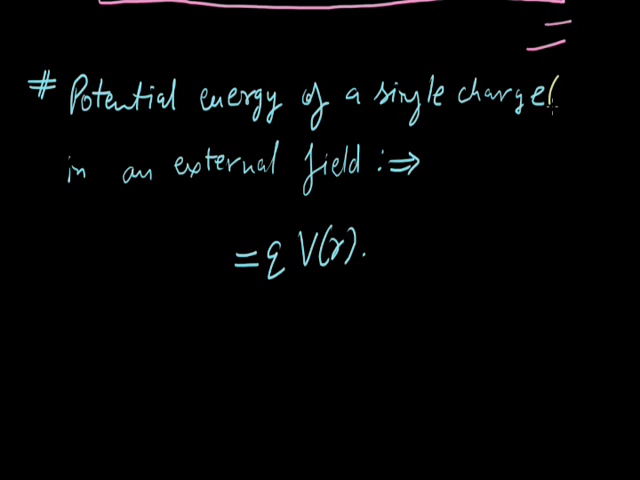 # Potential energy of a single charge(
in an external field :⇒
= q V(r).